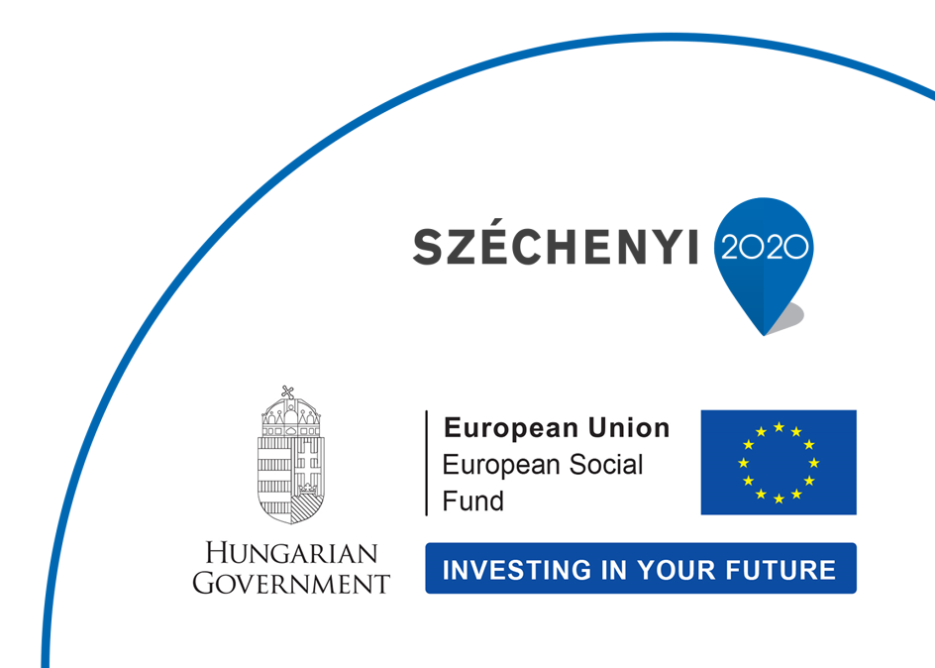 SZÉCHENYI 2020
European Union
European Social
Fund
HUNGARIAN
GOVERNMENT
INVESTING IN YOUR FUTURE